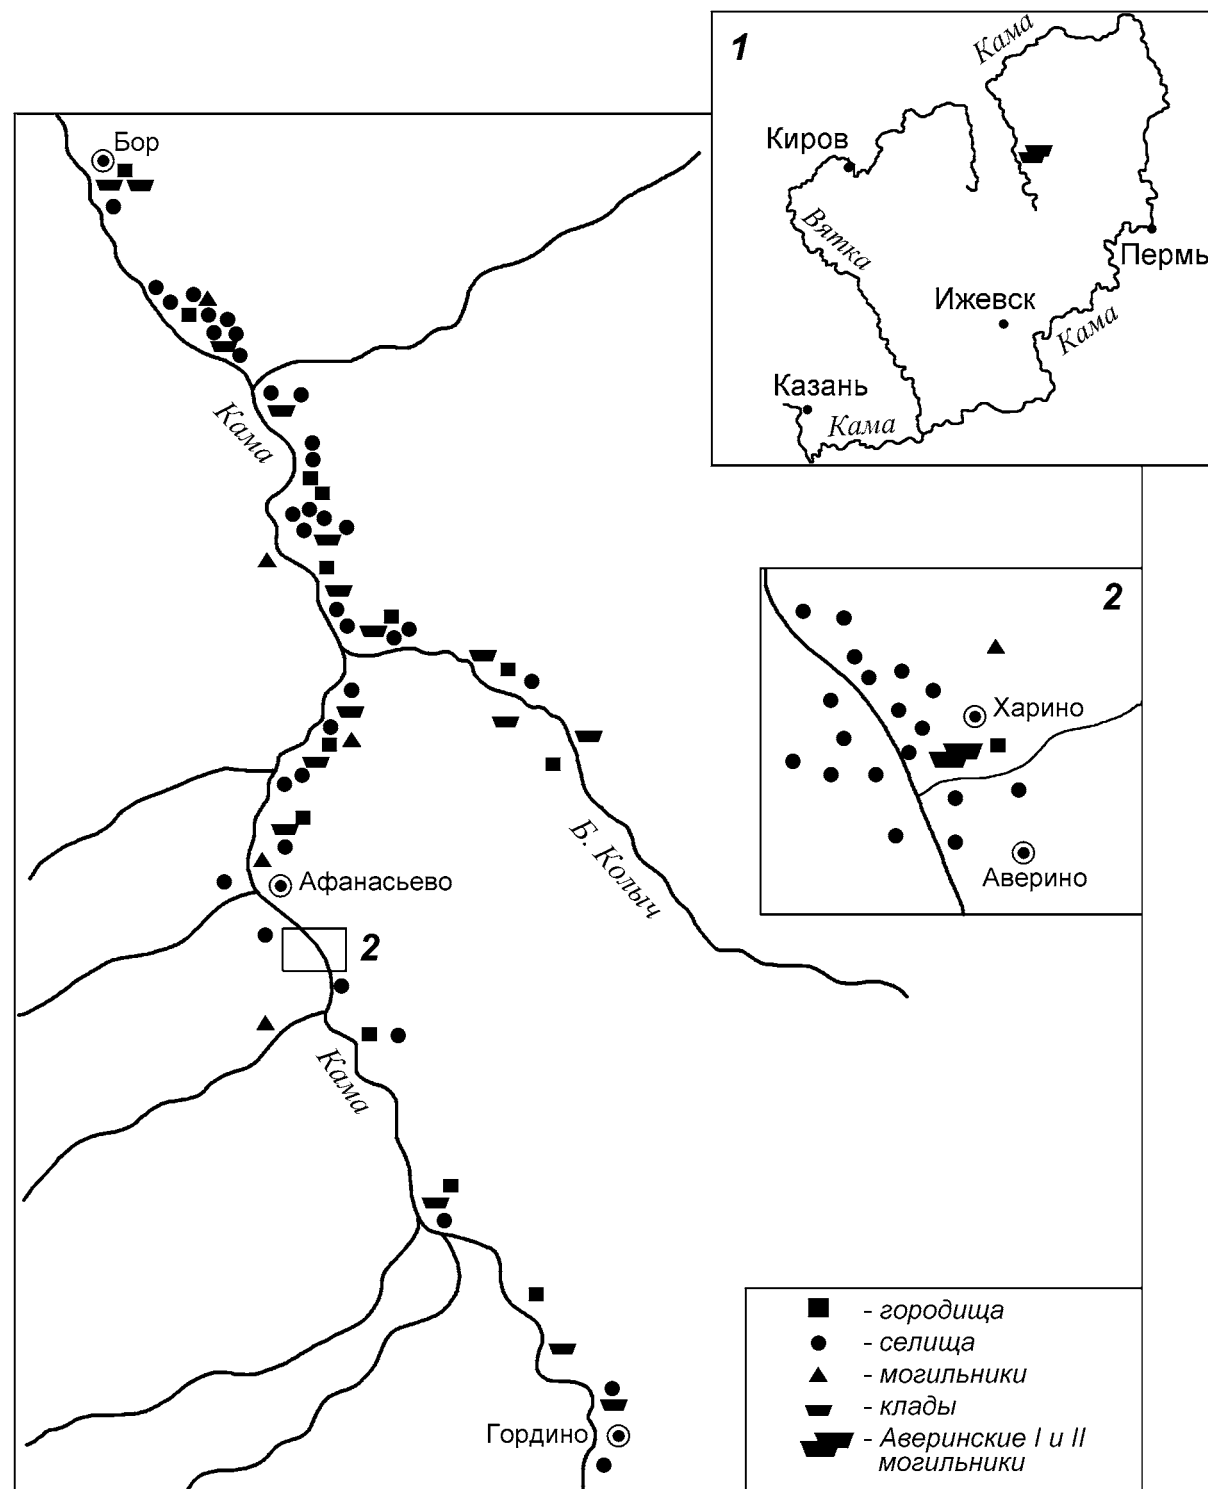 1
Кама
Киров
Вятка
Пермь
Ижевск
Кама
Казань
Кама
Бор
Кама
2
Харино
Аверино
Б. Колыч
Афанасьево
2
Кама
Гордино
- городища
- селища
- могильники
- клады
- Аверинские I и II
могильники